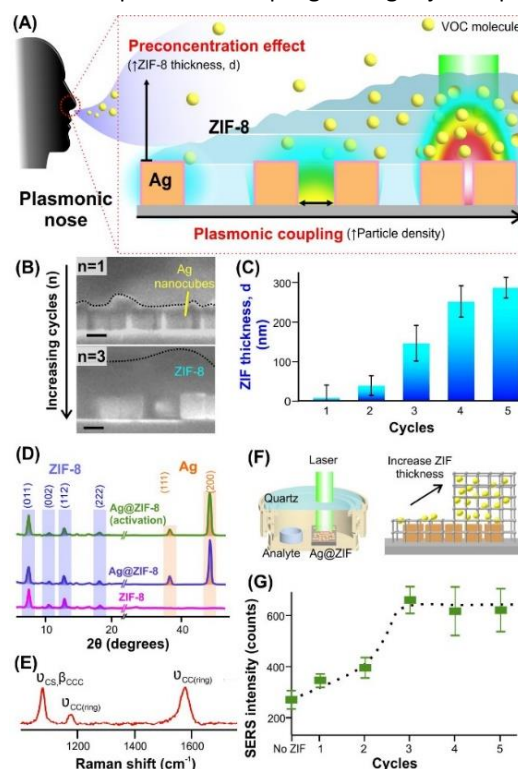 (A)
VOC molecule
Preconcentration effect
(↑ZIF-8 thickness, d)
ZIF-8
Ag
Plasmonic
nose
Plasmonic coupling (↑Particle density)
(B)
Increasing cycles (n)
n=1
Ag
nanocubes
n=3
ZIF-8
(C)
ZIF thickness, d
(nm)
300
200
100
0
1 2 3 4 5
Cycles
(D)
ZIF-8
Ag
(011)
(002)
(112)
(222)
(111)
(200)
Ag@ZIF-8
(activation)
Ag@ZIF-8
ZIF-8
10 20 40
2θ (degrees)
(E)
υCS,βCCC
υCC(ring)
υCC(ring)
1200 1400 1600
Raman shift (cm-1)
(F)
Laser
Quartz
Analyte
Ag@ZIF
Increase ZIF
thickness
(G)
SERS intensity (counts)
600
400
200
No ZIF 1 2 3 4 5
Cycles